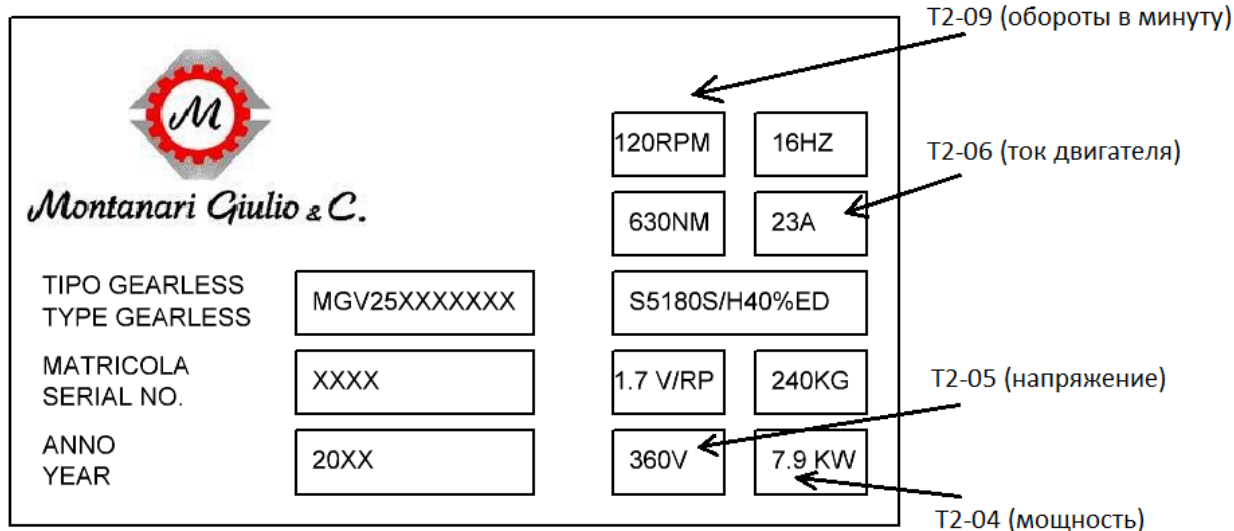 T2-09 (обороты в минуту)
M
120RPM
16HZ
T2-06 (ток двигателя)
Montanari Giulio & C.
630NM
23A
TIPO GEARLESS
TYPE GEARLESS
MGV25XXXXXXX
S5180S/H40%ED
MATRICOLA
SERIAL NO.
XXXX
1.7 V/RP
240KG
T2-05 (напряжение)
ANNO
YEAR
20XX
360V
7.9 KW
T2-04 (мощность)